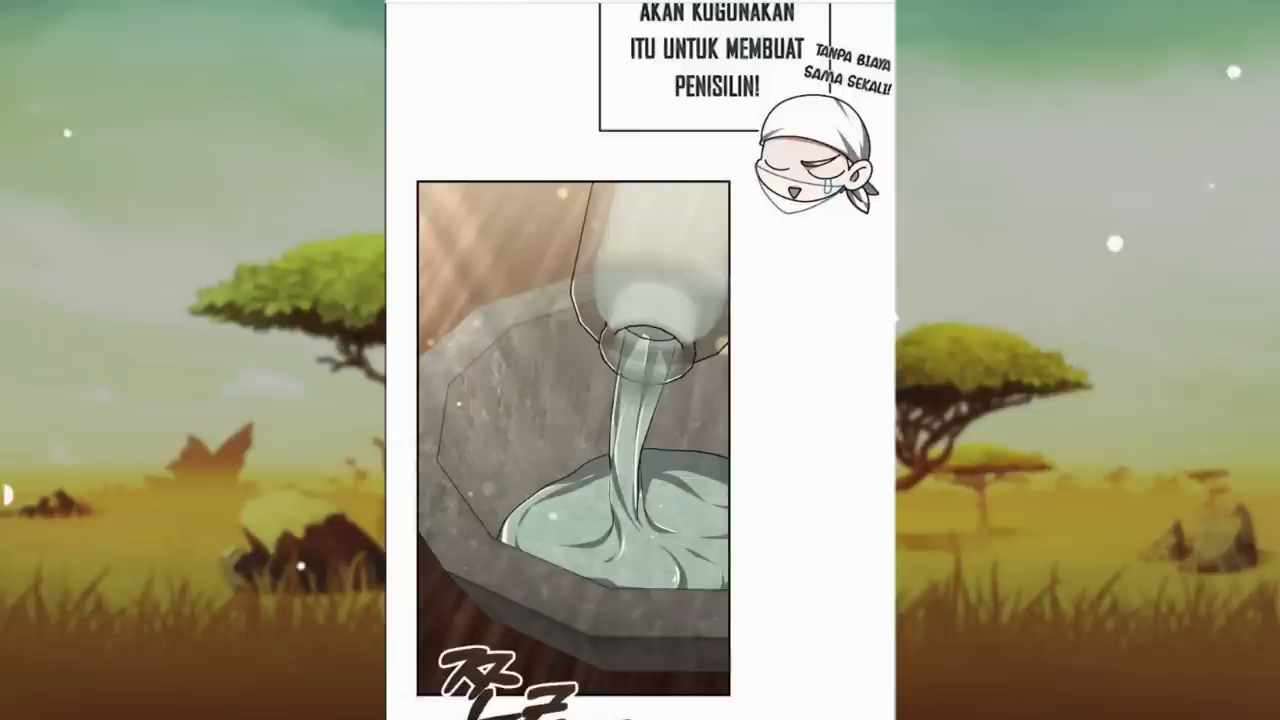 AKAN KUGUNAKAN
ITU UNTUK MEMBUAT
PENISILIN!
TANPA BIAYA
SAMA SEKALI!